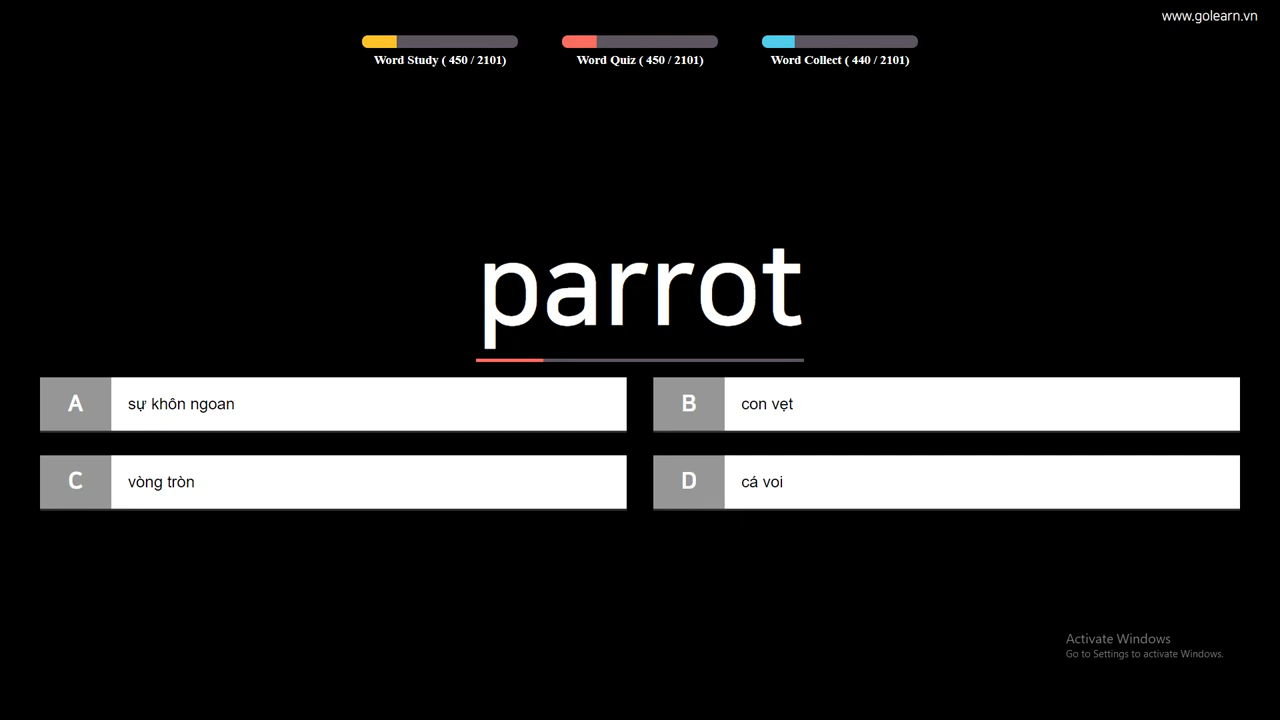 www.golearn.vn
Word Study ( 450 / 2101)
Word Quiz ( 450 / 2101)
Word Collect ( 440 / 2101)
parrot
A sự khôn ngoan
B con vẹt
C vòng tròn
D cá voi
Activate Windows
Go to Settings to activate Windows.